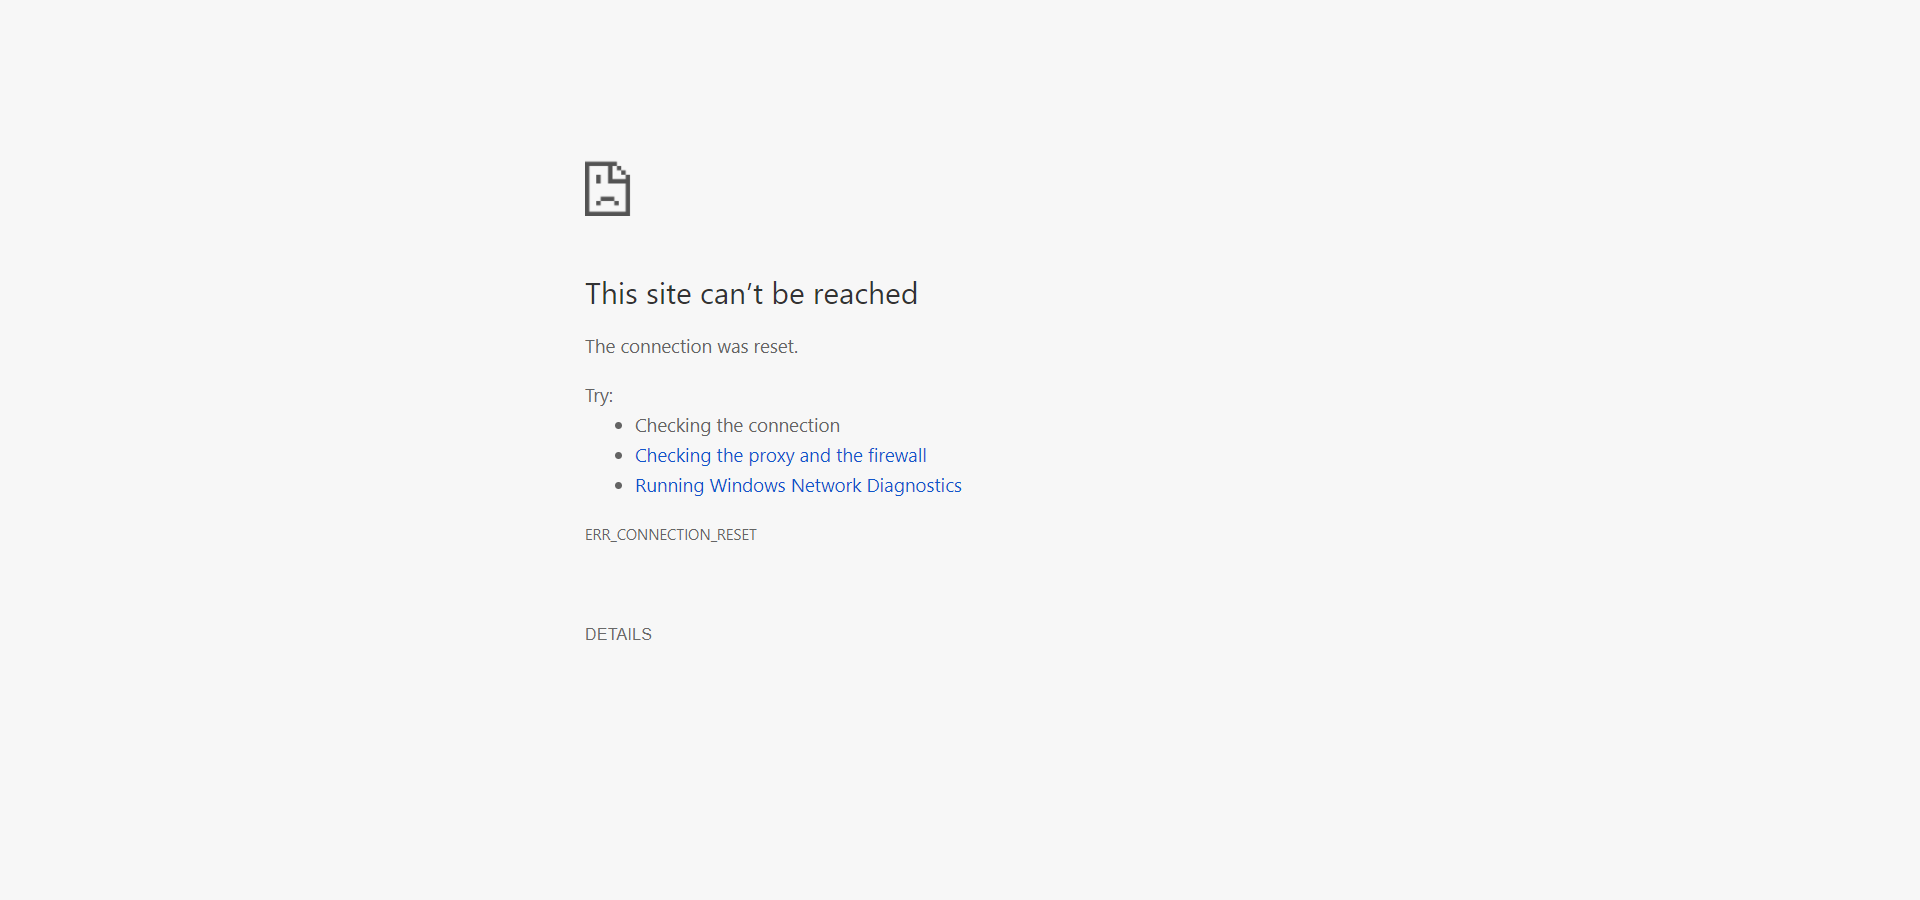 This site can’t be reached
The connection was reset.
Try:
Checking the connection
Checking the proxy and the firewall
Running Windows Network Diagnostics
ERR_CONNECTION_RESET
DETAILS